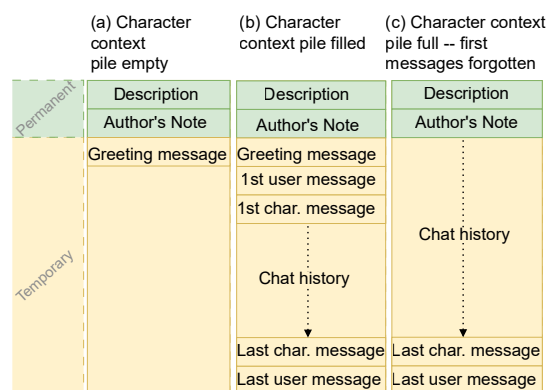 (a) Character
context
pile empty
(b) Character
context pile filled
(c) Character context
pile full -- first
messages forgotten
Permanent
Temporary
Description
Author's Note
Greeting message
Description
Author's Note
Greeting message
1st user message
1st char. message
Chat history
Last char. message
Last user message
Description
Author's Note
Chat history
Last char. message
Last user message